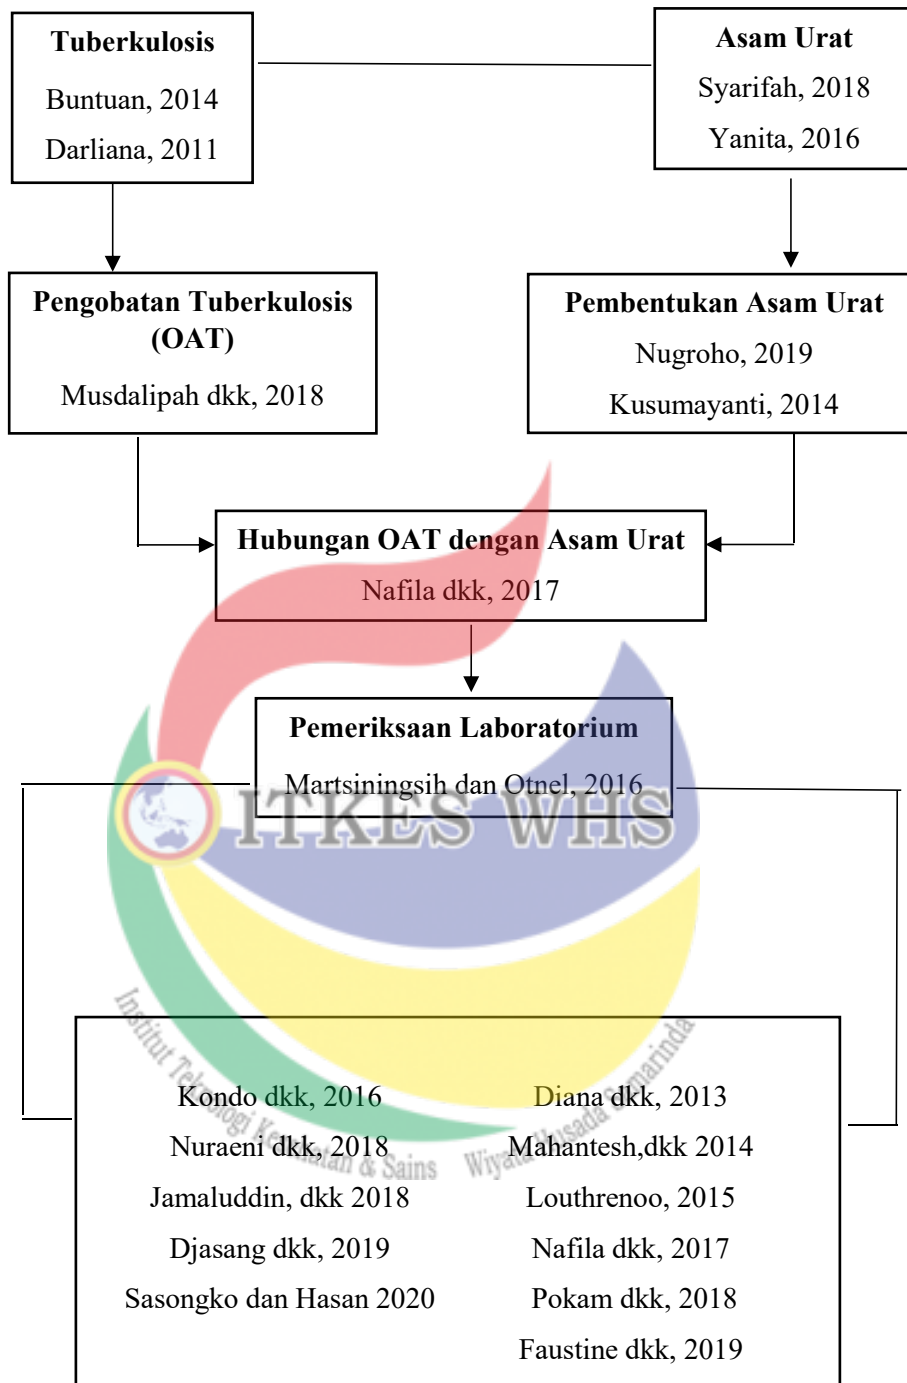 Tuberkulosis
Buntuan, 2014
Darliana, 2011
Asam Urat
Syarifah, 2018
Yanita, 2016
Pengobatan Tuberkulosis
(OAT)
Musdalipah dkk, 2018
Pembentukan Asam Urat
Nugroho, 2019
Kusumayanti, 2014
Hubungan OAT dengan Asam Urat
Nafila dkk, 2017
Pemeriksaan Laboratorium
Martsiningsih dan Otnel, 2016
ITKES WHS
Institut Teknologi Kesehatan & Sains Wiyata Husada Samarinda
Kondo dkk, 2016
Nuraeni dkk, 2018
Jamaluddin, dkk 2018
Djasang dkk, 2019
Sasongko dan Hasan 2020
Diana dkk, 2013
Mahantesh,dkk 2014
Louthrenoo, 2015
Nafila dkk, 2017
Pokam dkk, 2018
Faustine dkk, 2019